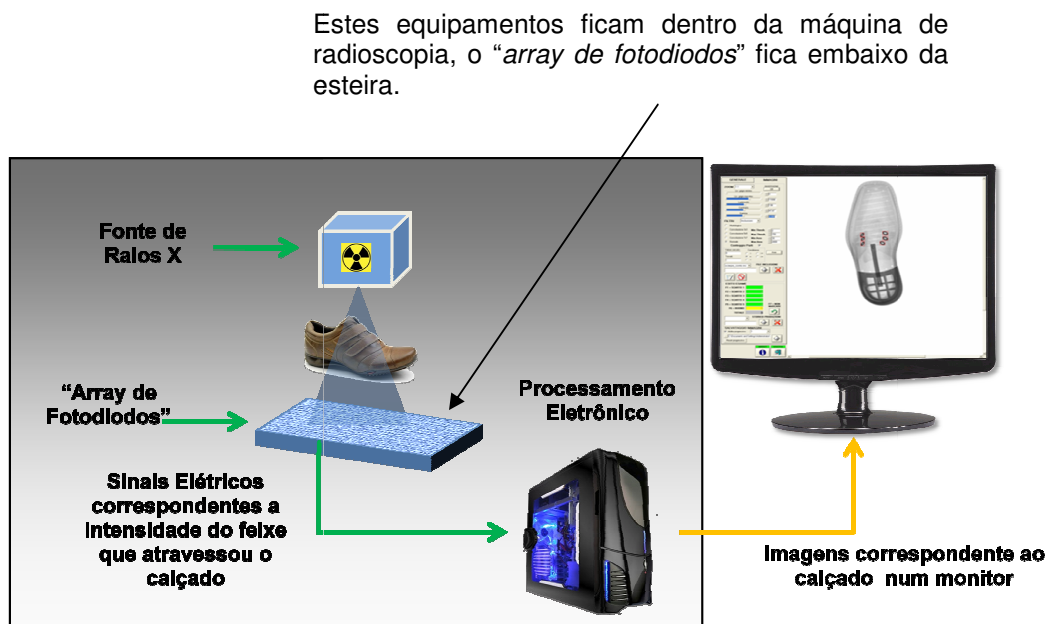 Estes equipamentos ficam dentro da máquina de
radioscopia, o “array de fotodiodos” fica embaixo da
esteira.
Fonte de
Raios X
“Array de
Fotodiodos”
Processamento
Eletrônico
Sinais Elétricos
correspondentes a
intensidade do feixe
que atravessou o
calçado
Imagens correspondente ao
calçado num monitor